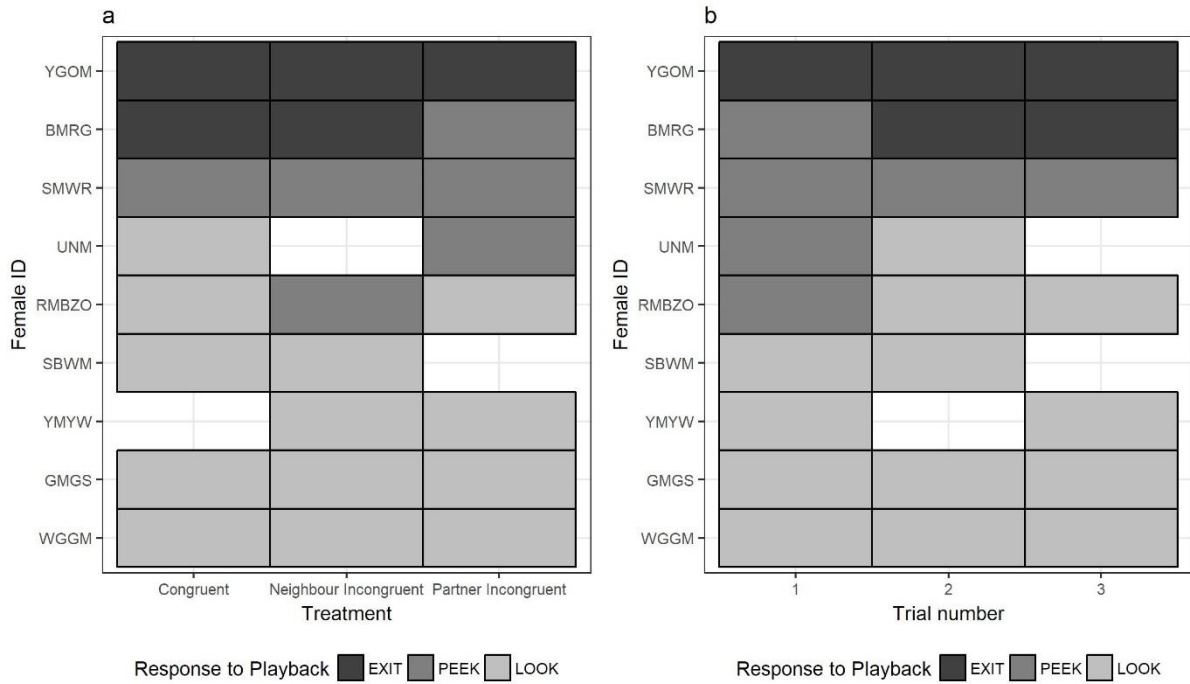 a
YGOM
BMRG
SMWR
UNM
RMBZO
SBWM
YMYW
GMGS
WGGM
Female ID
Congruent Neighbour Incongruent Partner Incongruent
Treatment
Response to Playback EXIT PEEK LOOK
b
YGOM
BMRG
SMWR
UNM
RMBZO
SBWM
YMYW
GMGS
WGGM
Female ID
1 2 3
Trial number
Response to Playback EXIT PEEK LOOK